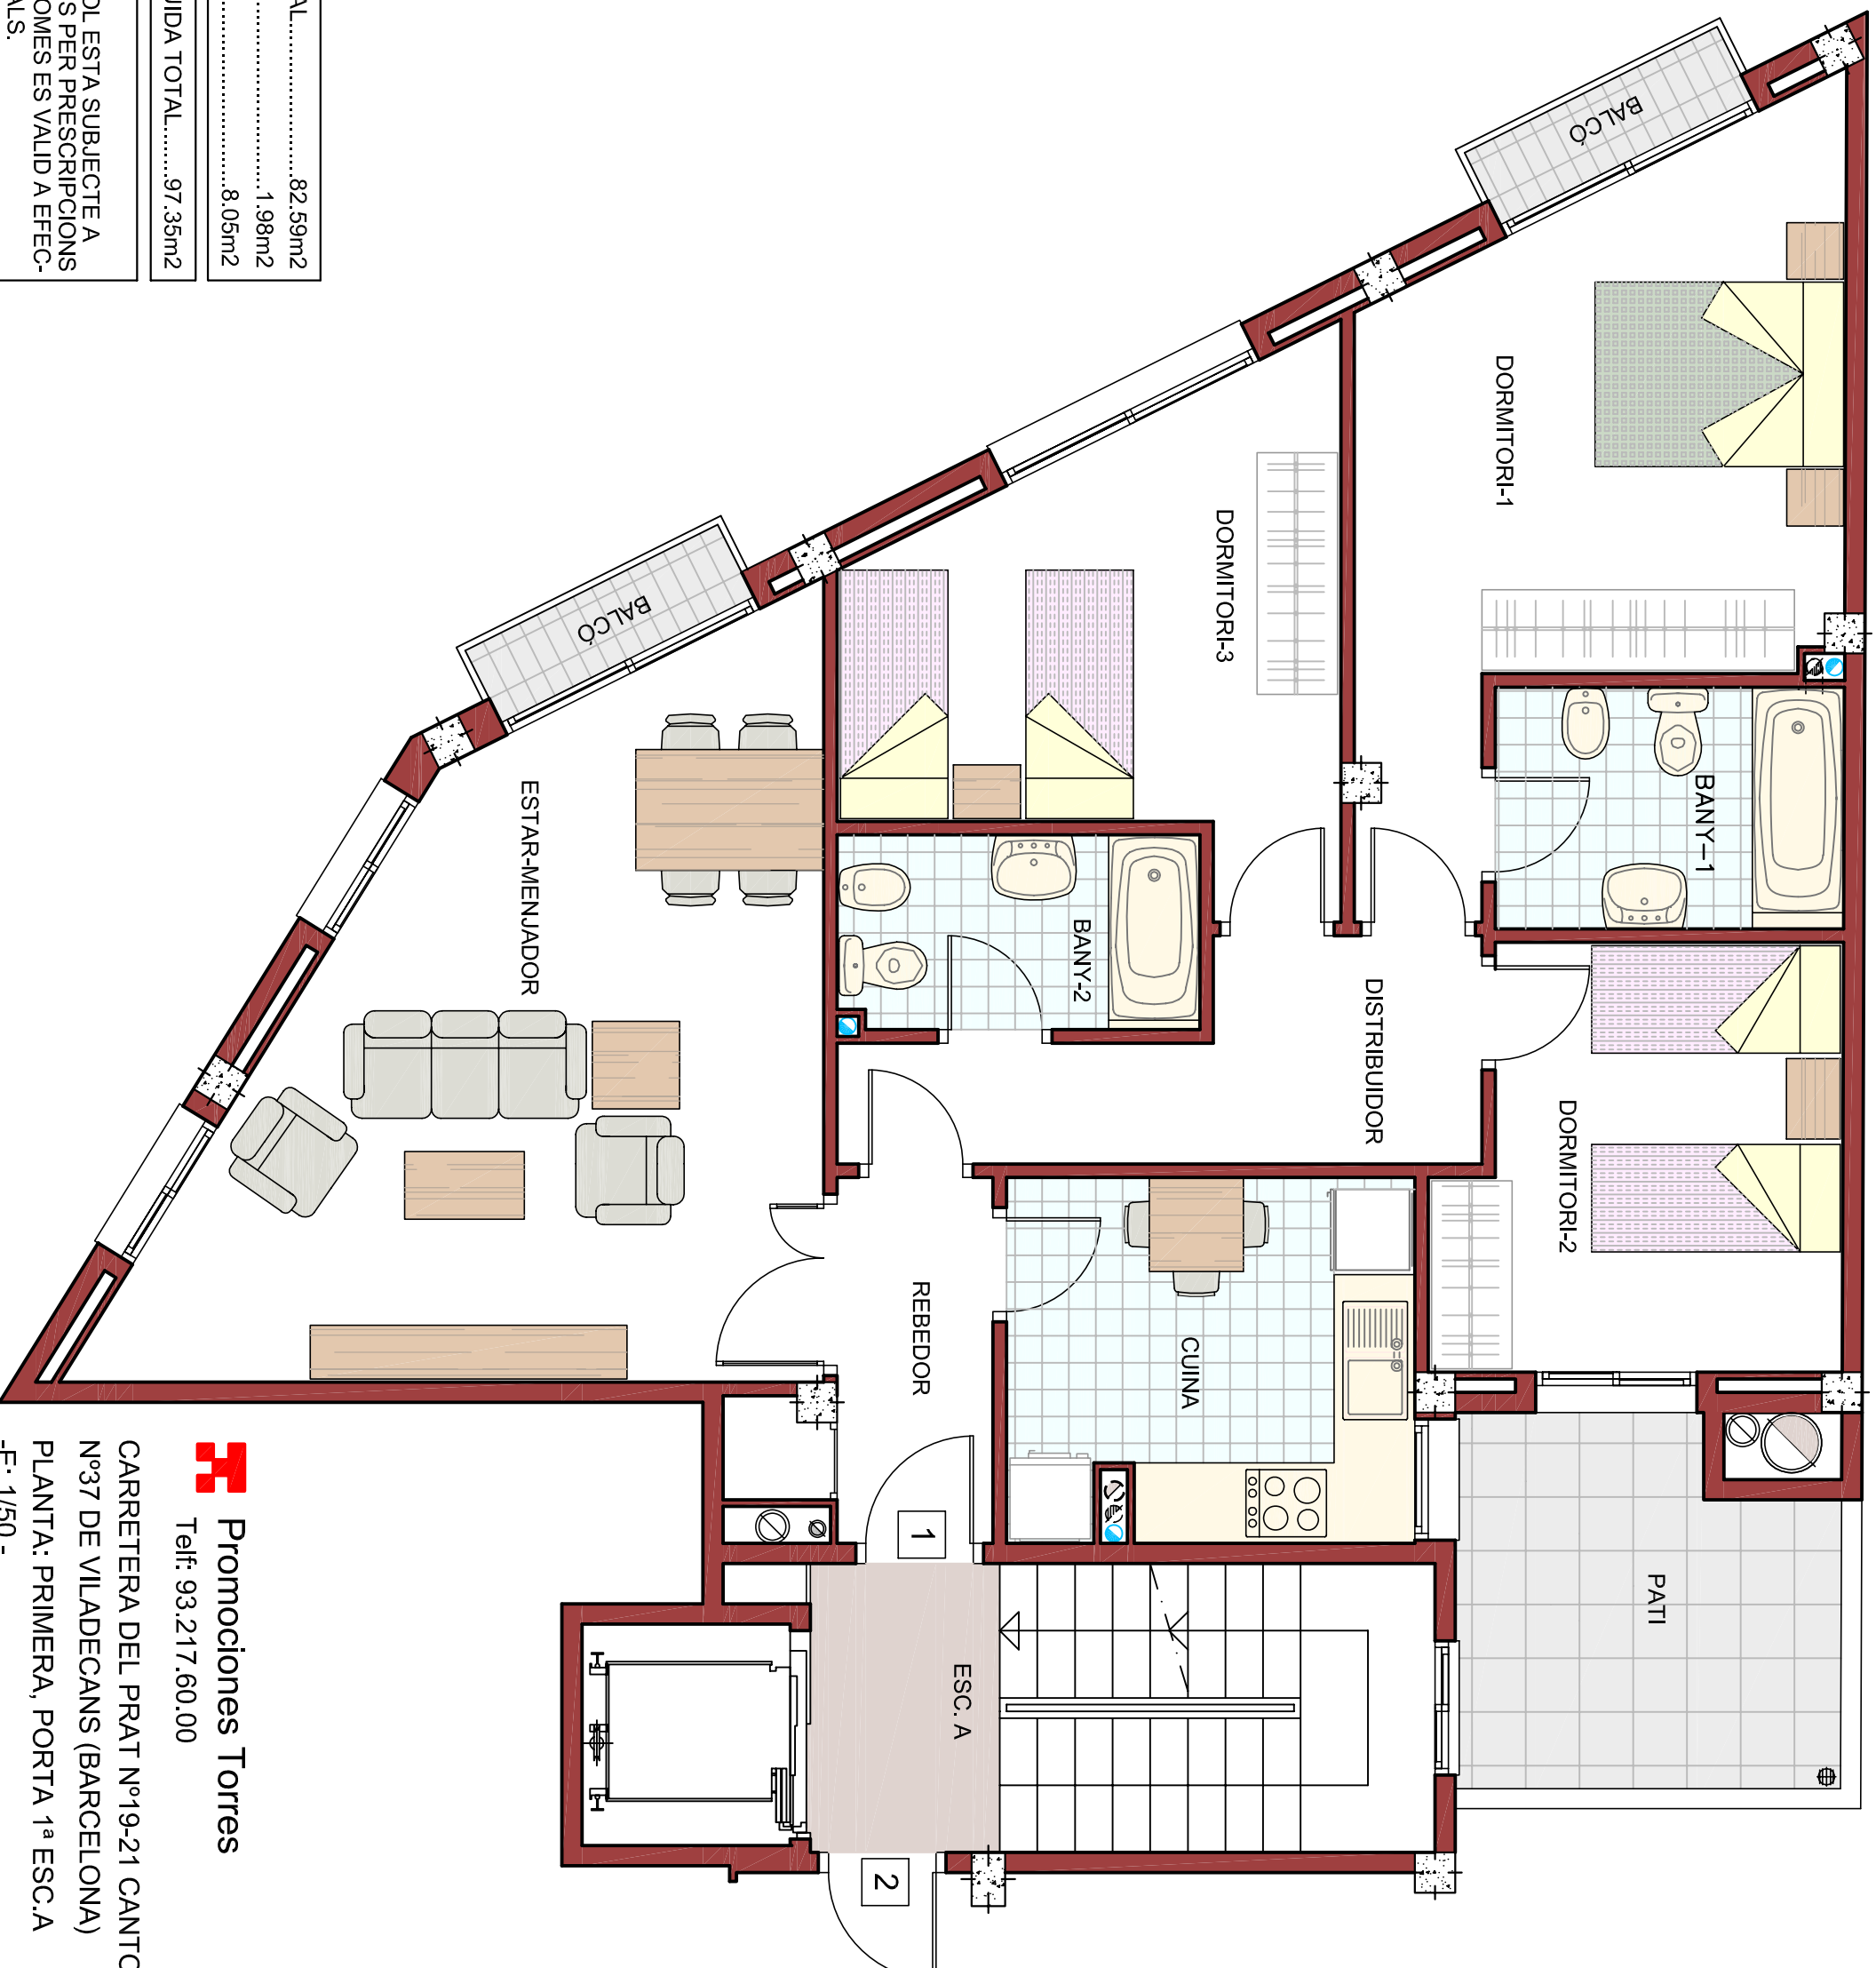 BALCÓ
DORMITORI-1
BANY-1
DORMITORI-2
PATI
DORMITORI-3
DISTRIBUIDOR
BANY-2
CUINA
BALCÓ
ESTAR-MENJADOR
REBEDOR
1
ESC. A
2
AL...............82.59m2
...............1.98m2
...............8.05m2
UIDA TOTAL......97.35m2
OL ESTA SUBJECTE A
S PER PRESCRIPCIONS
OMES ES VALID A EFEC-
ALS.
Promociones Torres
Telf: 93.217.60.00
CARRETERA DEL PRAT Nº19-21 CANTO
Nº37 DE VILADECANS (BARCELONA)
PLANTA: PRIMERA, PORTA 1ª ESC.A
-E: 1/50.-